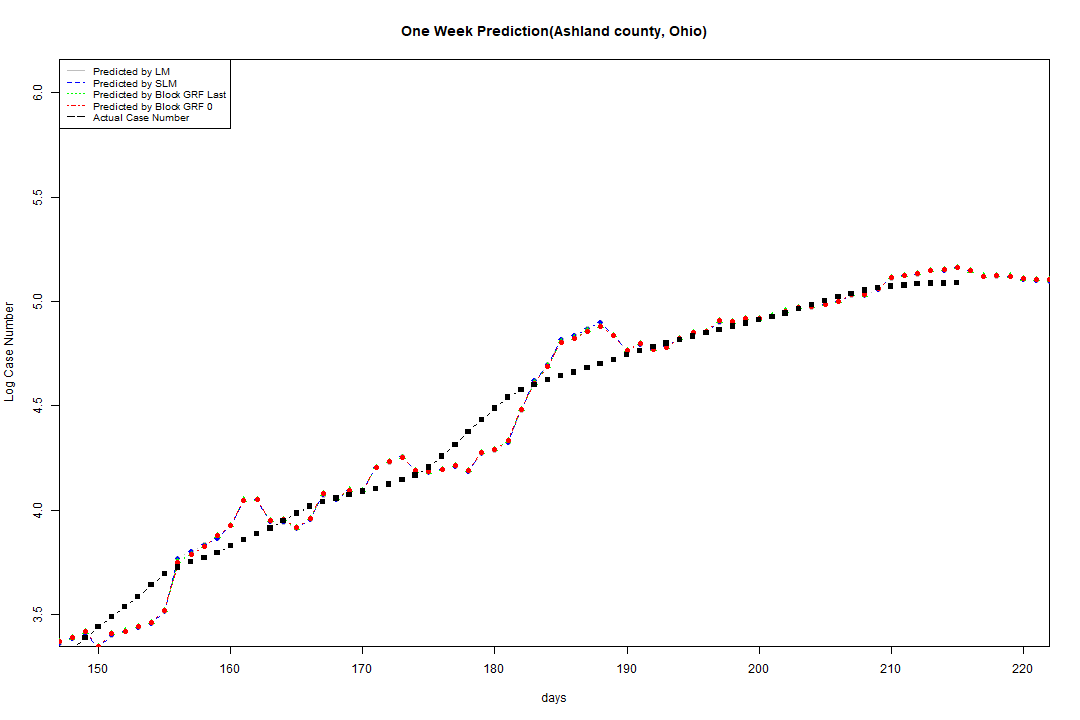 One Week Prediction(Ashland county, Ohio)
Predicted by LM
Predicted by SLM
Predicted by Block GRF Last
Predicted by Block GRF 0
Actual Case Number
Log Case Number
6.0
5.5
5.0
4.5
4.0
3.5
150 160 170 180 190 200 210 220
days